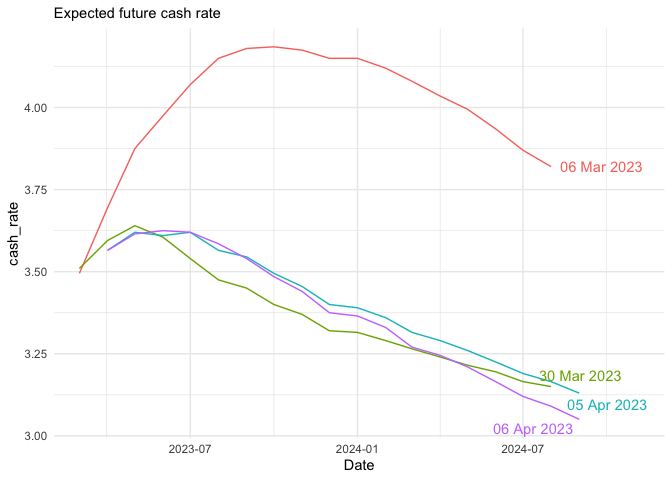 Expected future cash rate
cash_rate
4.00
3.75
3.50
3.25
3.00
06 Mar 2023
30 Mar 2023
05 Apr 2023
06 Apr 2023
2023-07
2024-01
2024-07
Date